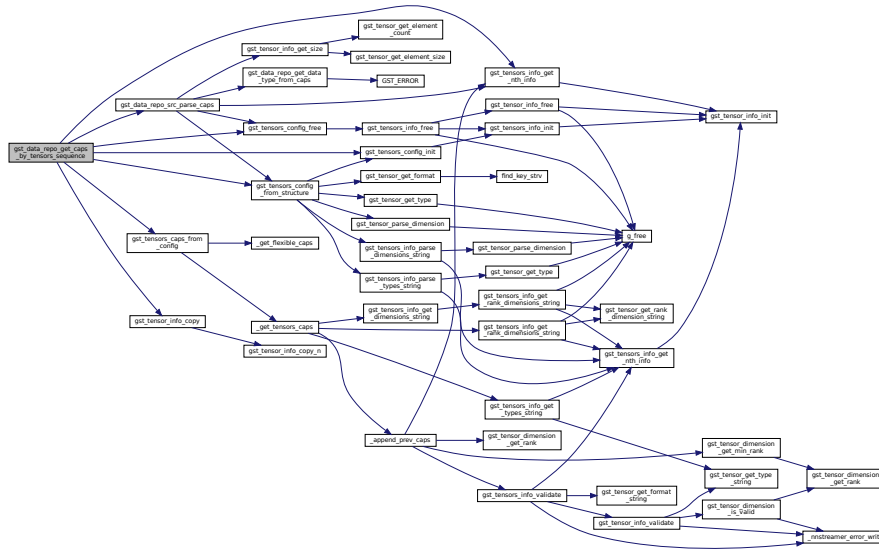 gst_tensor_get_element
_count
gst_tensor_info_get_size
gst_tensor_get_element_size
gst_data_repo_get_data
_type_from_caps
GST_ERROR
gst_tensors_info_get
_nth_info
gst_data_repo_src_parse_caps
gst_tensor_info_free
gst_tensor_info_init
gst_tensors_config_free
gst_tensors_info_free
gst_tensors_info_init
gst_data_repo_get_caps
_by_tensors_sequence
gst_tensors_config_init
gst_tensor_get_format
find_key_strv
gst_tensors_config
_from_structure
gst_tensor_get_type
gst_tensor_parse_dimension
g_free
gst_tensors_caps_from
_config
_get_flexible_caps
gst_tensors_info_parse
_dimensions_string
gst_tensor_parse_dimension
gst_tensor_get_type
gst_tensors_info_parse
_types_string
gst_tensors_info_get
_rank_dimensions_string
gst_tensor_get_rank
_dimension_string
gst_tensors_info_get
_dimensions_string
gst_tensor_info_copy
_get_tensors_caps
gst_tensors_info_get
_rank_dimensions_string
gst_tensor_info_copy_n
gst_tensors_info_get
_nth_info
gst_tensors_info_get
_types_string
_append_prev_caps
gst_tensor_dimension
_get_rank
gst_tensor_dimension
_get_min_rank
gst_tensor_get_type
_string
gst_tensor_dimension
_get_rank
gst_tensors_info_validate
gst_tensor_get_format
_string
gst_tensor_dimension
_is_valid
gst_tensor_info_validate
_nnstreamer_error_writ